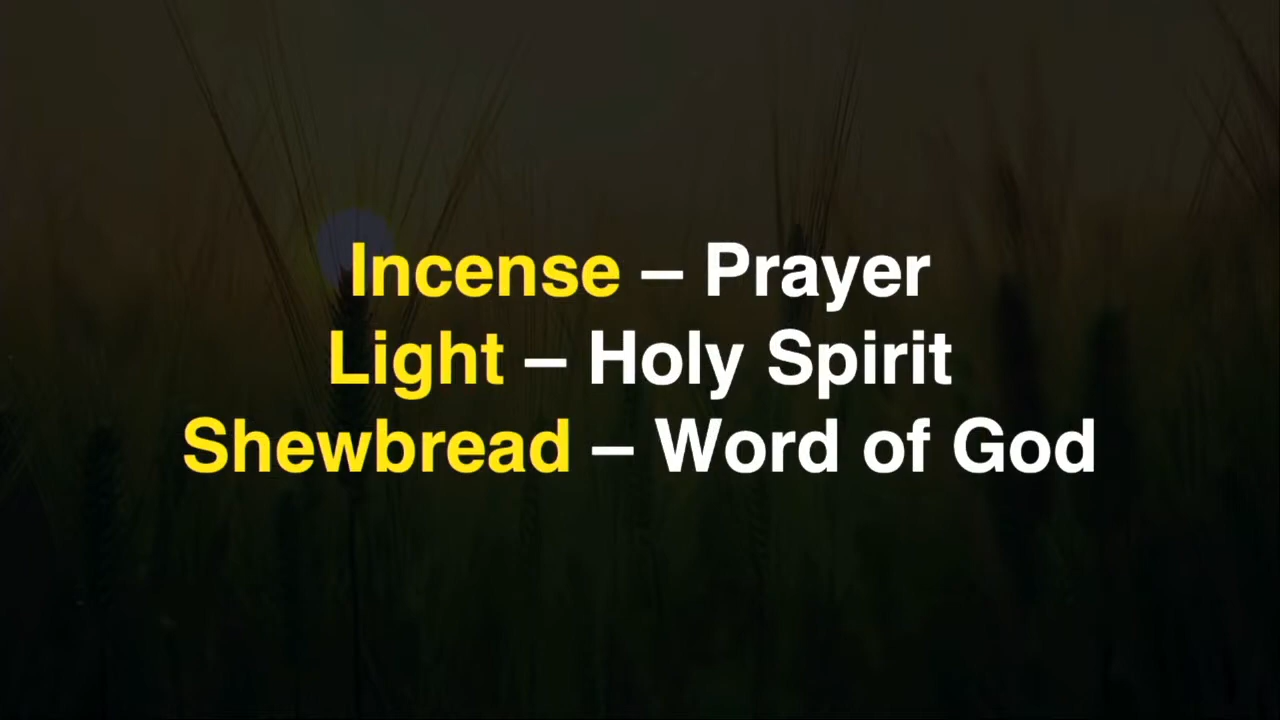 Incense – Prayer
Light – Holy Spirit
Shewbread – Word of God